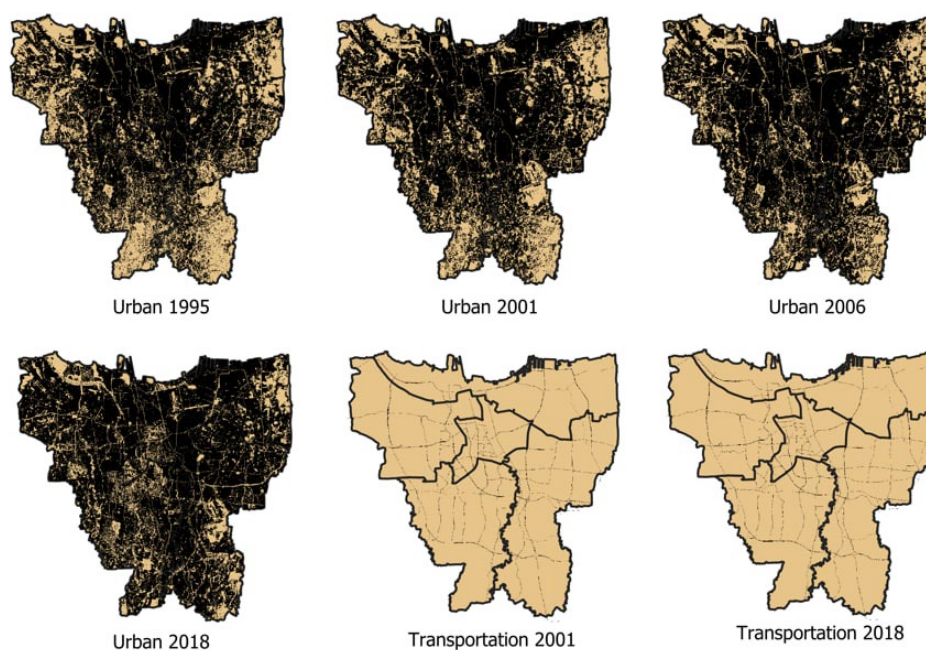 Urban 1995
Urban 2001
Urban 2006
Urban 2018
Transportation 2001
Transportation 2018